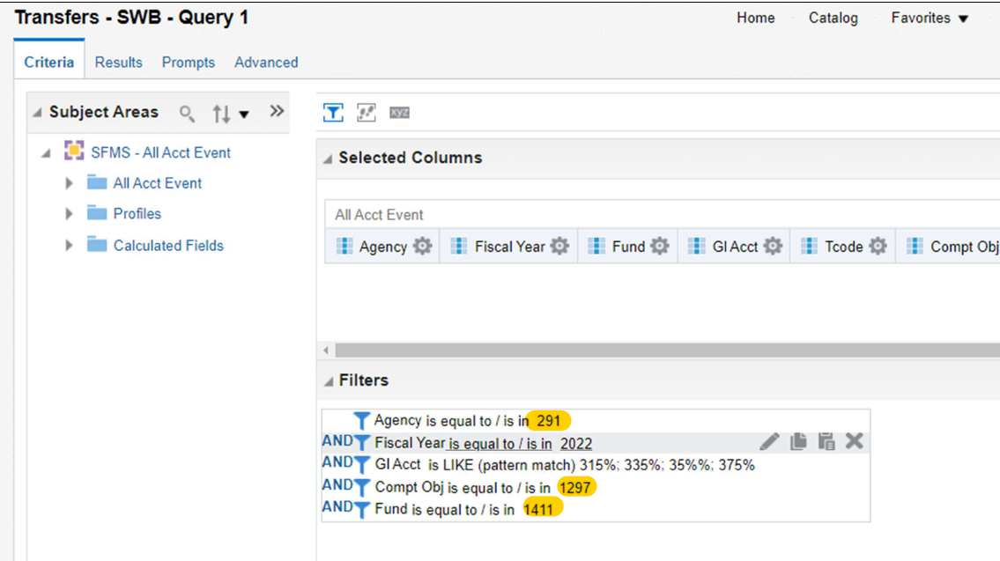 Transfers - SWB - Query 1
Home
Catalog
Favorites
Criteria
Results
Prompts
Advanced
Subject Areas
SFMS - All Acct Event
All Acct Event
Profiles
Calculated Fields
xyz
Selected Columns
All Acct Event
Agency
Fiscal Year
Fund
Gl Acct
Tcode
Compt Obj
Filters
Agency is equal to / is in 291
AND Fiscal Year is equal to / is in 2022
AND Gl Acct is LIKE (pattern match) 315%; 335%; 35%%; 375%
AND Compt Obj is equal to / is in 1297
AND Fund is equal to / is in 1411